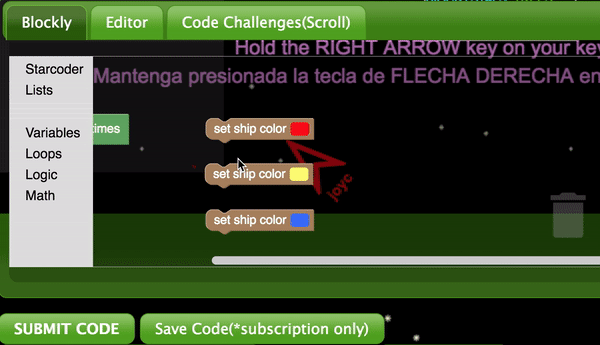 Blockly
Editor
Code Challenges(Scroll)
Hold the RIGHT ARROW key on your key
Mantenga presionada la tecla de FLECHA DERECHA en
Starcoder
Lists
Variables
Loops
Logic
Math
times
set ship color
set ship color
set ship color
joyc
SUBMIT CODE
Save Code(*subscription only)